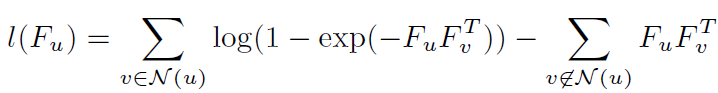 l(F_u) = \sum_{v \in \mathcal{N}(u)} \log(1 - \exp(-F_u F_v^T)) - \sum_{v \notin \mathcal{N}(u)} F_u F_v^T